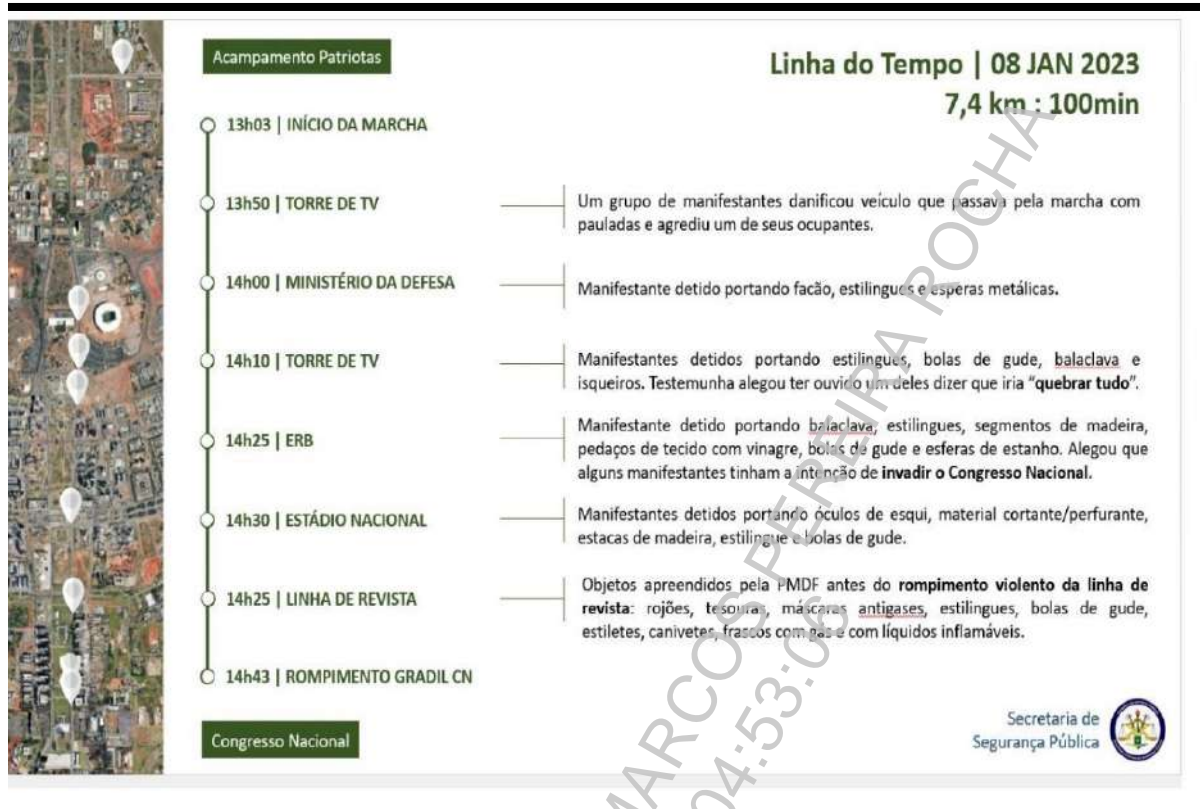 Acampamento Patriotas
Linha do Tempo | 08 JAN 2023
7,4 km : 100min
13h03 | INÍCIO DA MARCHA
13h50 | TORRE DE TV
Um grupo de manifestantes danificou veículo que passava pela marcha com
pauladas e agrediu um de seus ocupantes.
14h00 | MINISTÉRIO DA DEFESA
Manifestante detido portando facão, estilingues e esperas metálicas.
14h10 | TORRE DE TV
Manifestantes detidos portando estilingues, bolas de gude, balaclava e
isqueiros. Testemunha alegou ter ouvido um deles dizer que iria “quebrar tudo”.
14h25 | ERB
Manifestante detido portando balaclava, estilingues, segmentos de madeira,
pedaços de tecido com vinagre, bolas de gude e esferas de estanho. Alegou que
alguns manifestantes tinham a intenção de invadir o Congresso Nacional.
14h30 | ESTÁDIO NACIONAL
Manifestantes detidos portando óculos de esqui, material cortante/perfurante,
estacas de madeira, estilingue e bolas de gude.
14h25 | LINHA DE REVISTA
Objetos apreendidos pela PMDF antes do rompimento violento da linha de
revista: rojões, tesouras, máscaras antigases, estilingues, bolas de gude,
estiletes, canivetes, frascos com gás e com líquidos inflamáveis.
14h43 | ROMPIMENTO GRADIL CN
Congresso Nacional
Secretaria de
Segurança Pública
MARCOS PEREIRA ROCHA
04:53:06